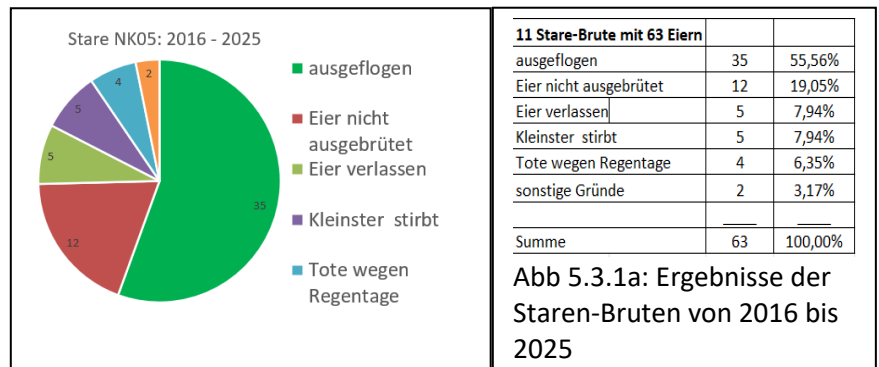 Stare NK05: 2016 - 2025
2
4
5
5
12
35
ausgeflogen
Eier nicht
ausgebrütet
Eier verlassen
Kleinster stirbt
Tote wegen
Regentage
11 Stare-Brute mit 63 Eiern
ausgeflogen 35 55,56%
Eier nicht ausgebrütet 12 19,05%
Eier verlassen 5 7,94%
Kleinster stirbt 5 7,94%
Tote wegen Regentage 4 6,35%
sonstige Gründe 2 3,17%
Summe 63 100,00%
Abb 5.3.1a: Ergebnisse der
Staren-Bruten von 2016 bis
2025